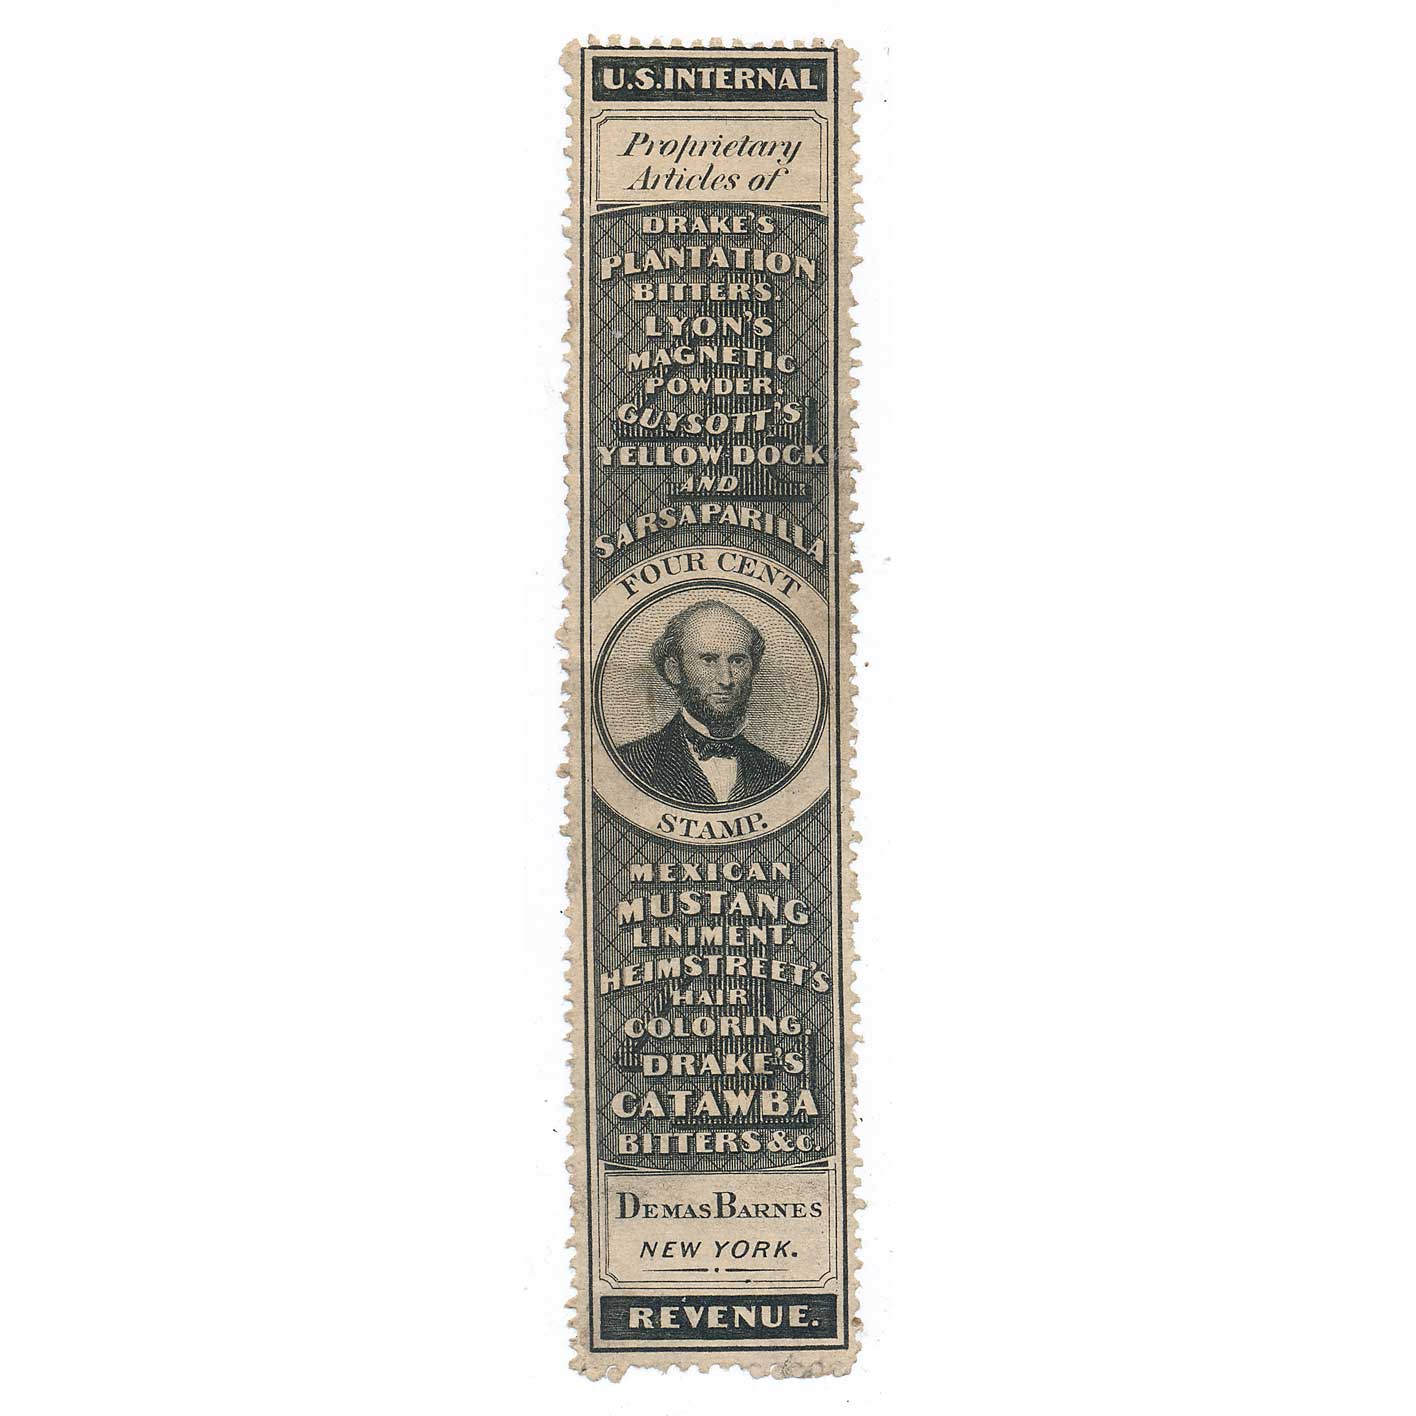 U.S. INTERNAL
Proprietary
Articles of
DRAKE'S
PLANTATION
BITTERS.
LYON'S
MAGNETIC
POWDER.
GUYSOTT'S
YELLOW DOCK
AND
SARSAPARILLA
FOUR CENT
STAMP.
MEXICAN
MUSTANG
LINIMENT.
HEIMSTREET'S
HAIR
COLORING.
DRAKE'S
CATAWBA
BITTERS &C.
DEMAS BARNES
NEW YORK.
REVENUE.